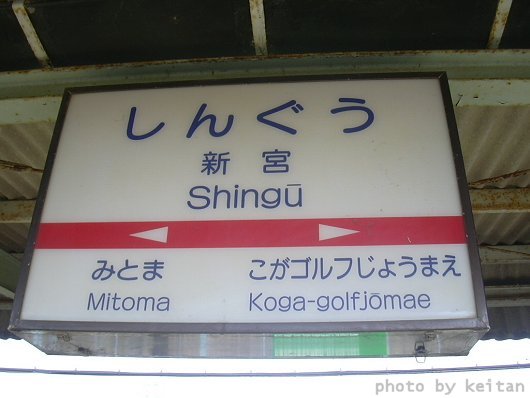 しんぐう
新宮
Shingū
みとま こがゴルフじょうまえ
Mitoma Koga-golfjōmae
photo by keitan